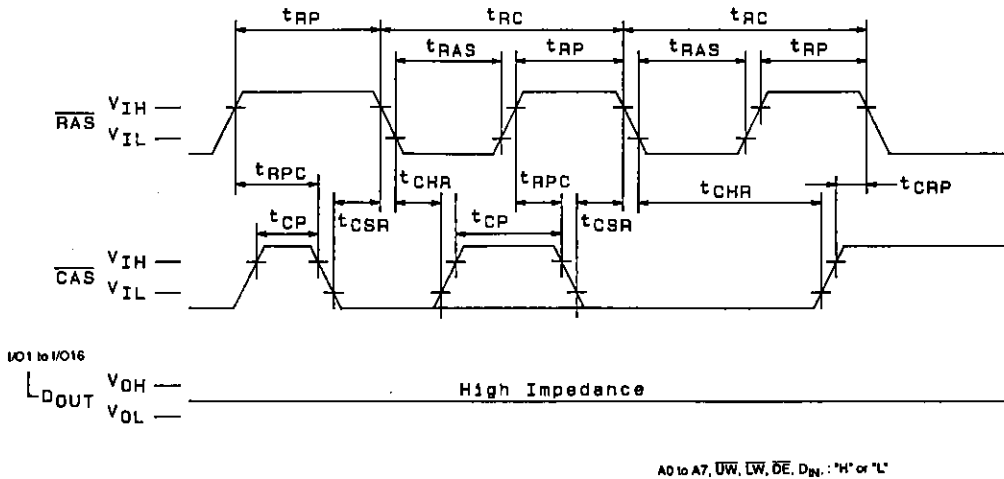 tRP tRC tRC
tRAS tRP tRAS tRP
RAS VIH
VIL
tRPC tCHR tRPC tCHR tCRP
tCP tCSR tCP tCSR
CAS VIH
VIL
I/O1 to I/O16
DOUT VOH
High Impedance
VOL
A0 to A7, UW, LW, OE, DIN, : "H" or "L"